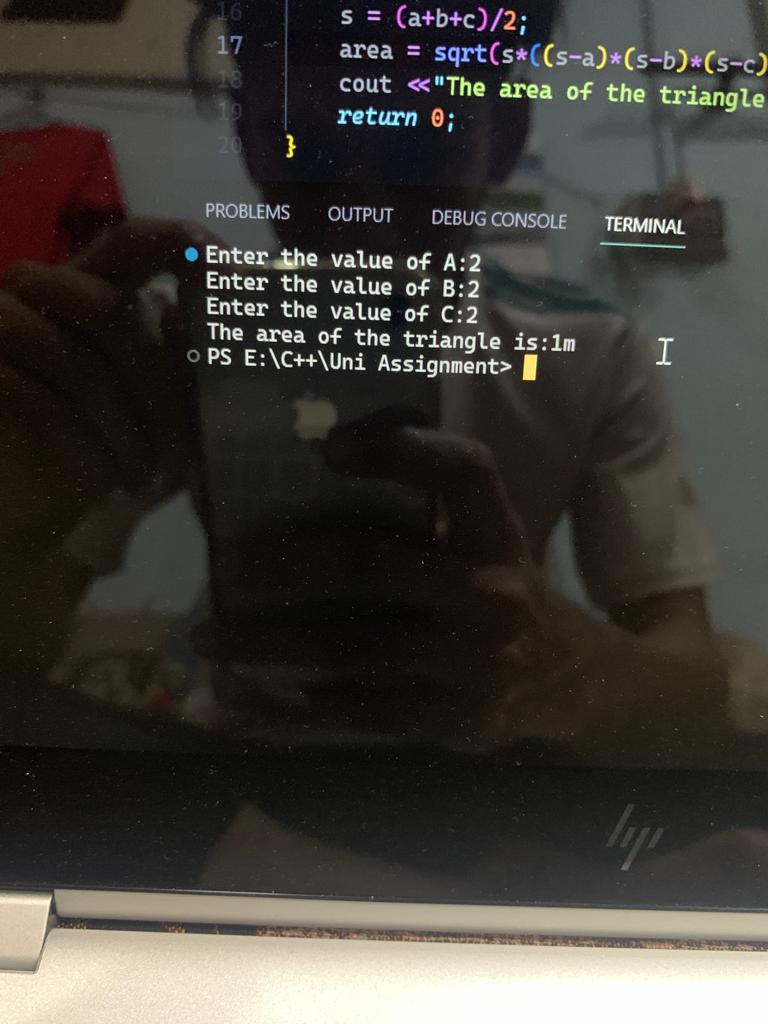 16 s = (a+b+c)/2;
17 area = sqrt(s*((s-a)*(s-b)*(s-c)
18 cout <<"The area of the triangle
19 return 0;
20 }
PROBLEMS OUTPUT DEBUG CONSOLE TERMINAL
Enter the value of A:2
Enter the value of B:2
Enter the value of C:2
The area of the triangle is:1m
PS E:\C++\Uni Assignment>
hp